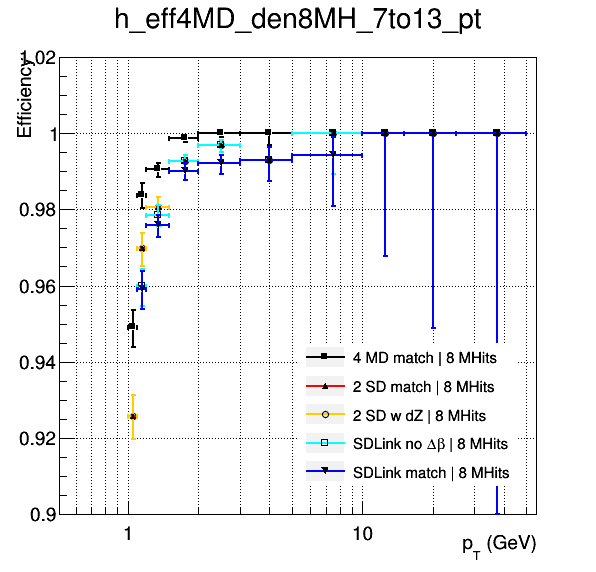 h_eff4MD_den8MH_7to13_pt
Efficiency
1.02
1
0.98
0.96
0.94
0.92
0.9
4 MD match | 8 MHits
2 SD match | 8 MHits
2 SD w dZ | 8 MHits
SDLink no Δβ | 8 MHits
SDLink match | 8 MHits
1
10
p_T (GeV)